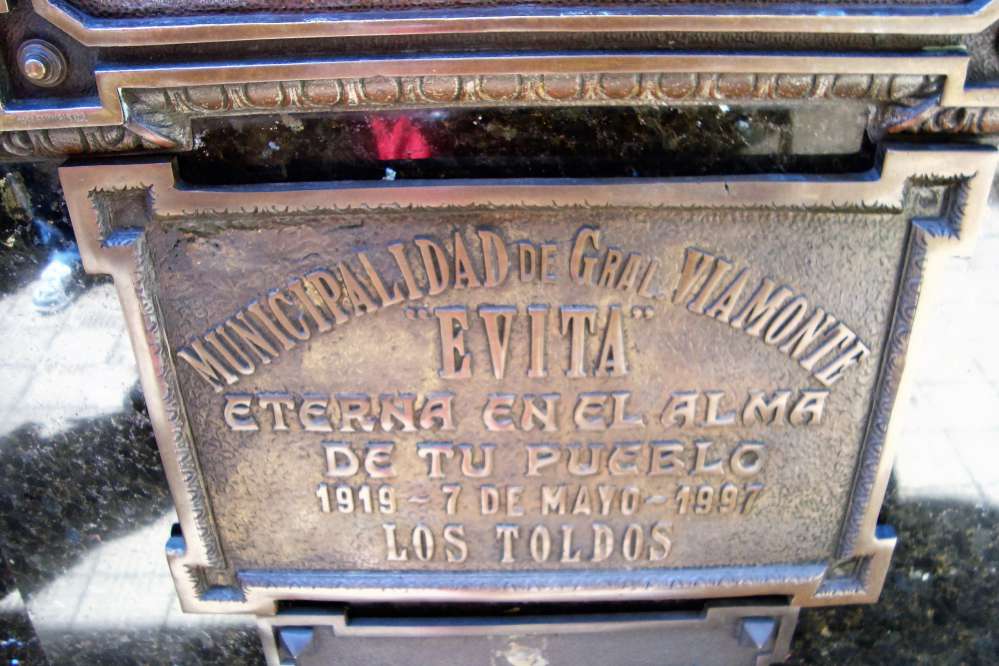 MUNICIPALIDAD DE GRAL. VIAMONTE
"EVITA"
ETERNA EN EL ALMA
DE TU PUEBLO
1919 - 7 DE MAYO - 1997
LOS TOLDOS